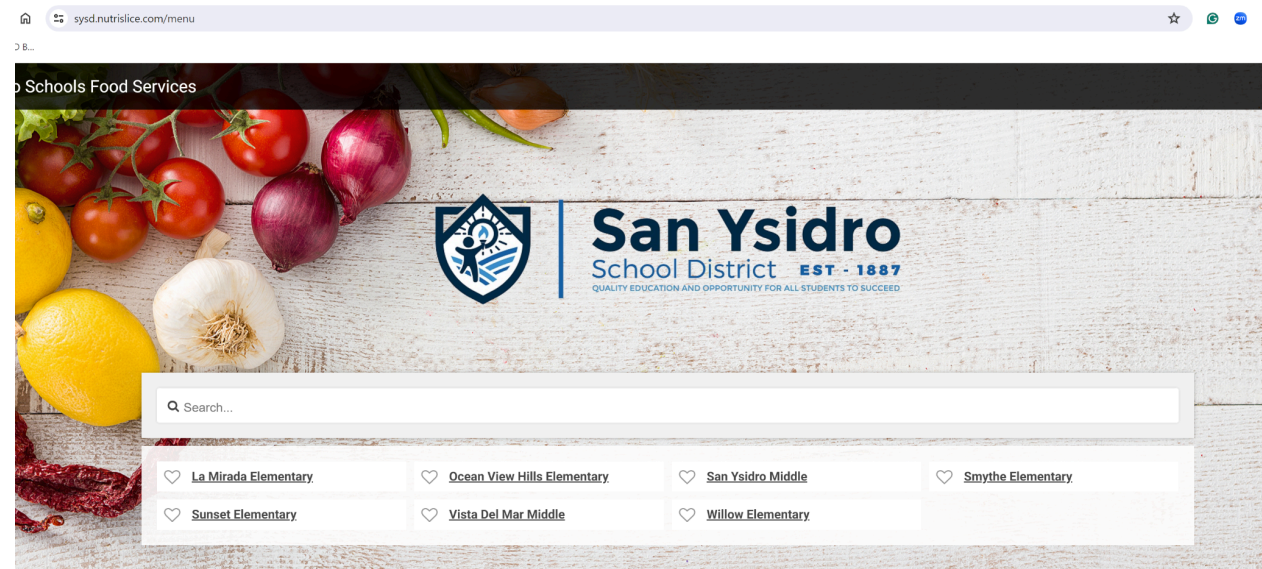 sysd.nutrislice.com/menu
B...
Schools Food Services
San Ysidro
School District EST - 1887
QUALITY EDUCATION AND OPPORTUNITY FOR ALL STUDENTS TO SUCCEED
Search...
La Mirada Elementary Ocean View Hills Elementary San Ysidro Middle Smythe Elementary
Sunset Elementary Vista Del Mar Middle Willow Elementary